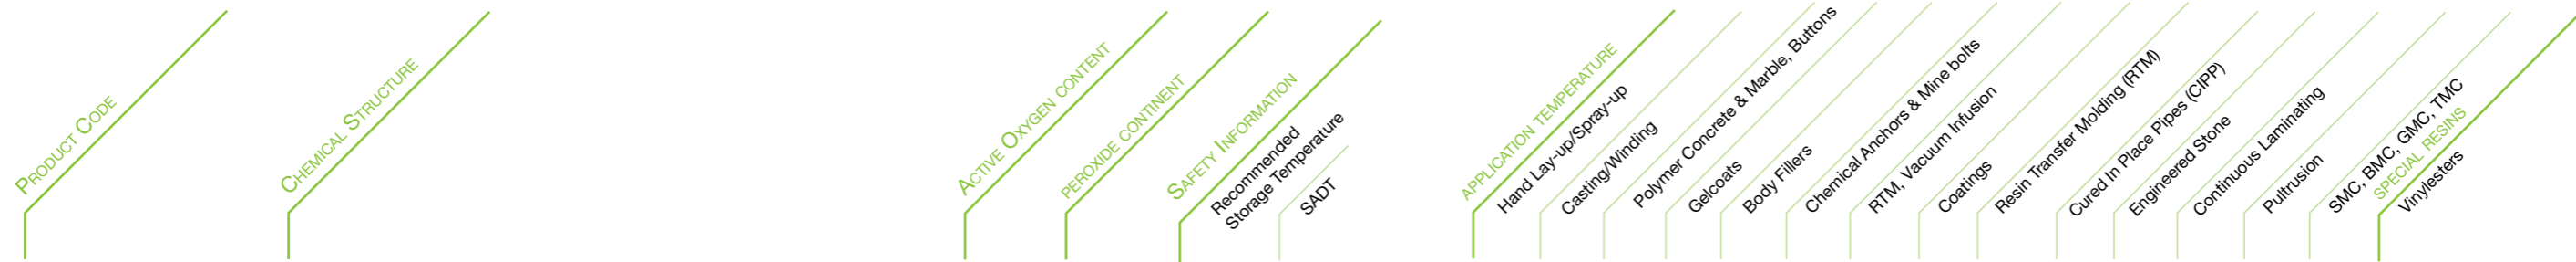 PRODUCT CODE
CHEMICAL STRUCTURE
ACTIVE OXYGEN CONTENT
PEROXIDE CONTINENT
SAFETY INFORMATION
Recommended
Storage Temperature
SADT
APPLICATION TEMPERATURE
Hand Lay-up/Spray-up
Casting/Winding
Polymer Concrete & Marble, Buttons
Gelcoats
Body Fillers
Chemical Anchors & Mine bolts
RTM, Vacuum Infusion
Coatings
Resin Transfer Molding (RTM)
Cured In Place Pipes (CIPP)
Engineered Stone
Continuous Laminating
Pultrusion
SMC, BMC, GMC, TMC
SPECIAL RESINS
Vinylesters